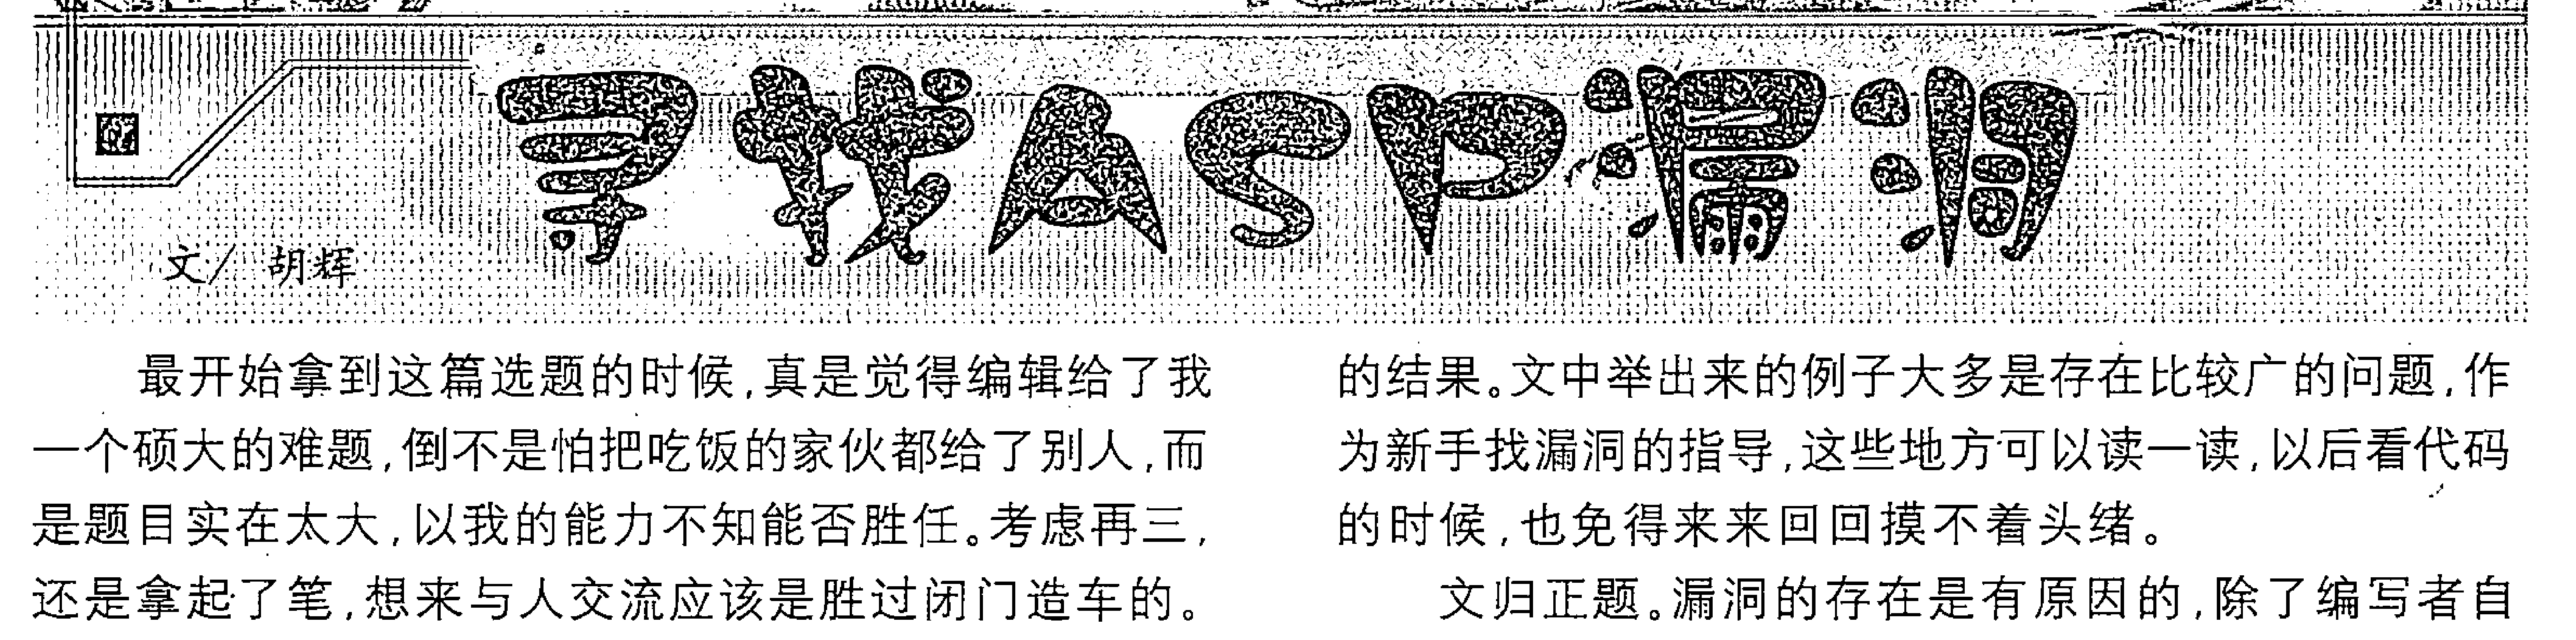 寻找ASP漏洞
文/ 胡辉
最开始拿到这篇选题的时候,真是觉得编辑给了我
一个硕大的难题,倒不是怕把吃饭的家伙都给了别人,而
是题目实在太大,以我的能力不知能否胜任。考虑再三,
还是拿起了笔,想来与人交流应该是胜过闭门造车的。
的结果。文中举出来的例子大多是存在比较广的问题,作
为新手找漏洞的指导,这些地方可以读一读,以后看代码
的时候,也免得来来回回摸不着头绪。
文归正题。漏洞的存在是有原因的,除了编写者自